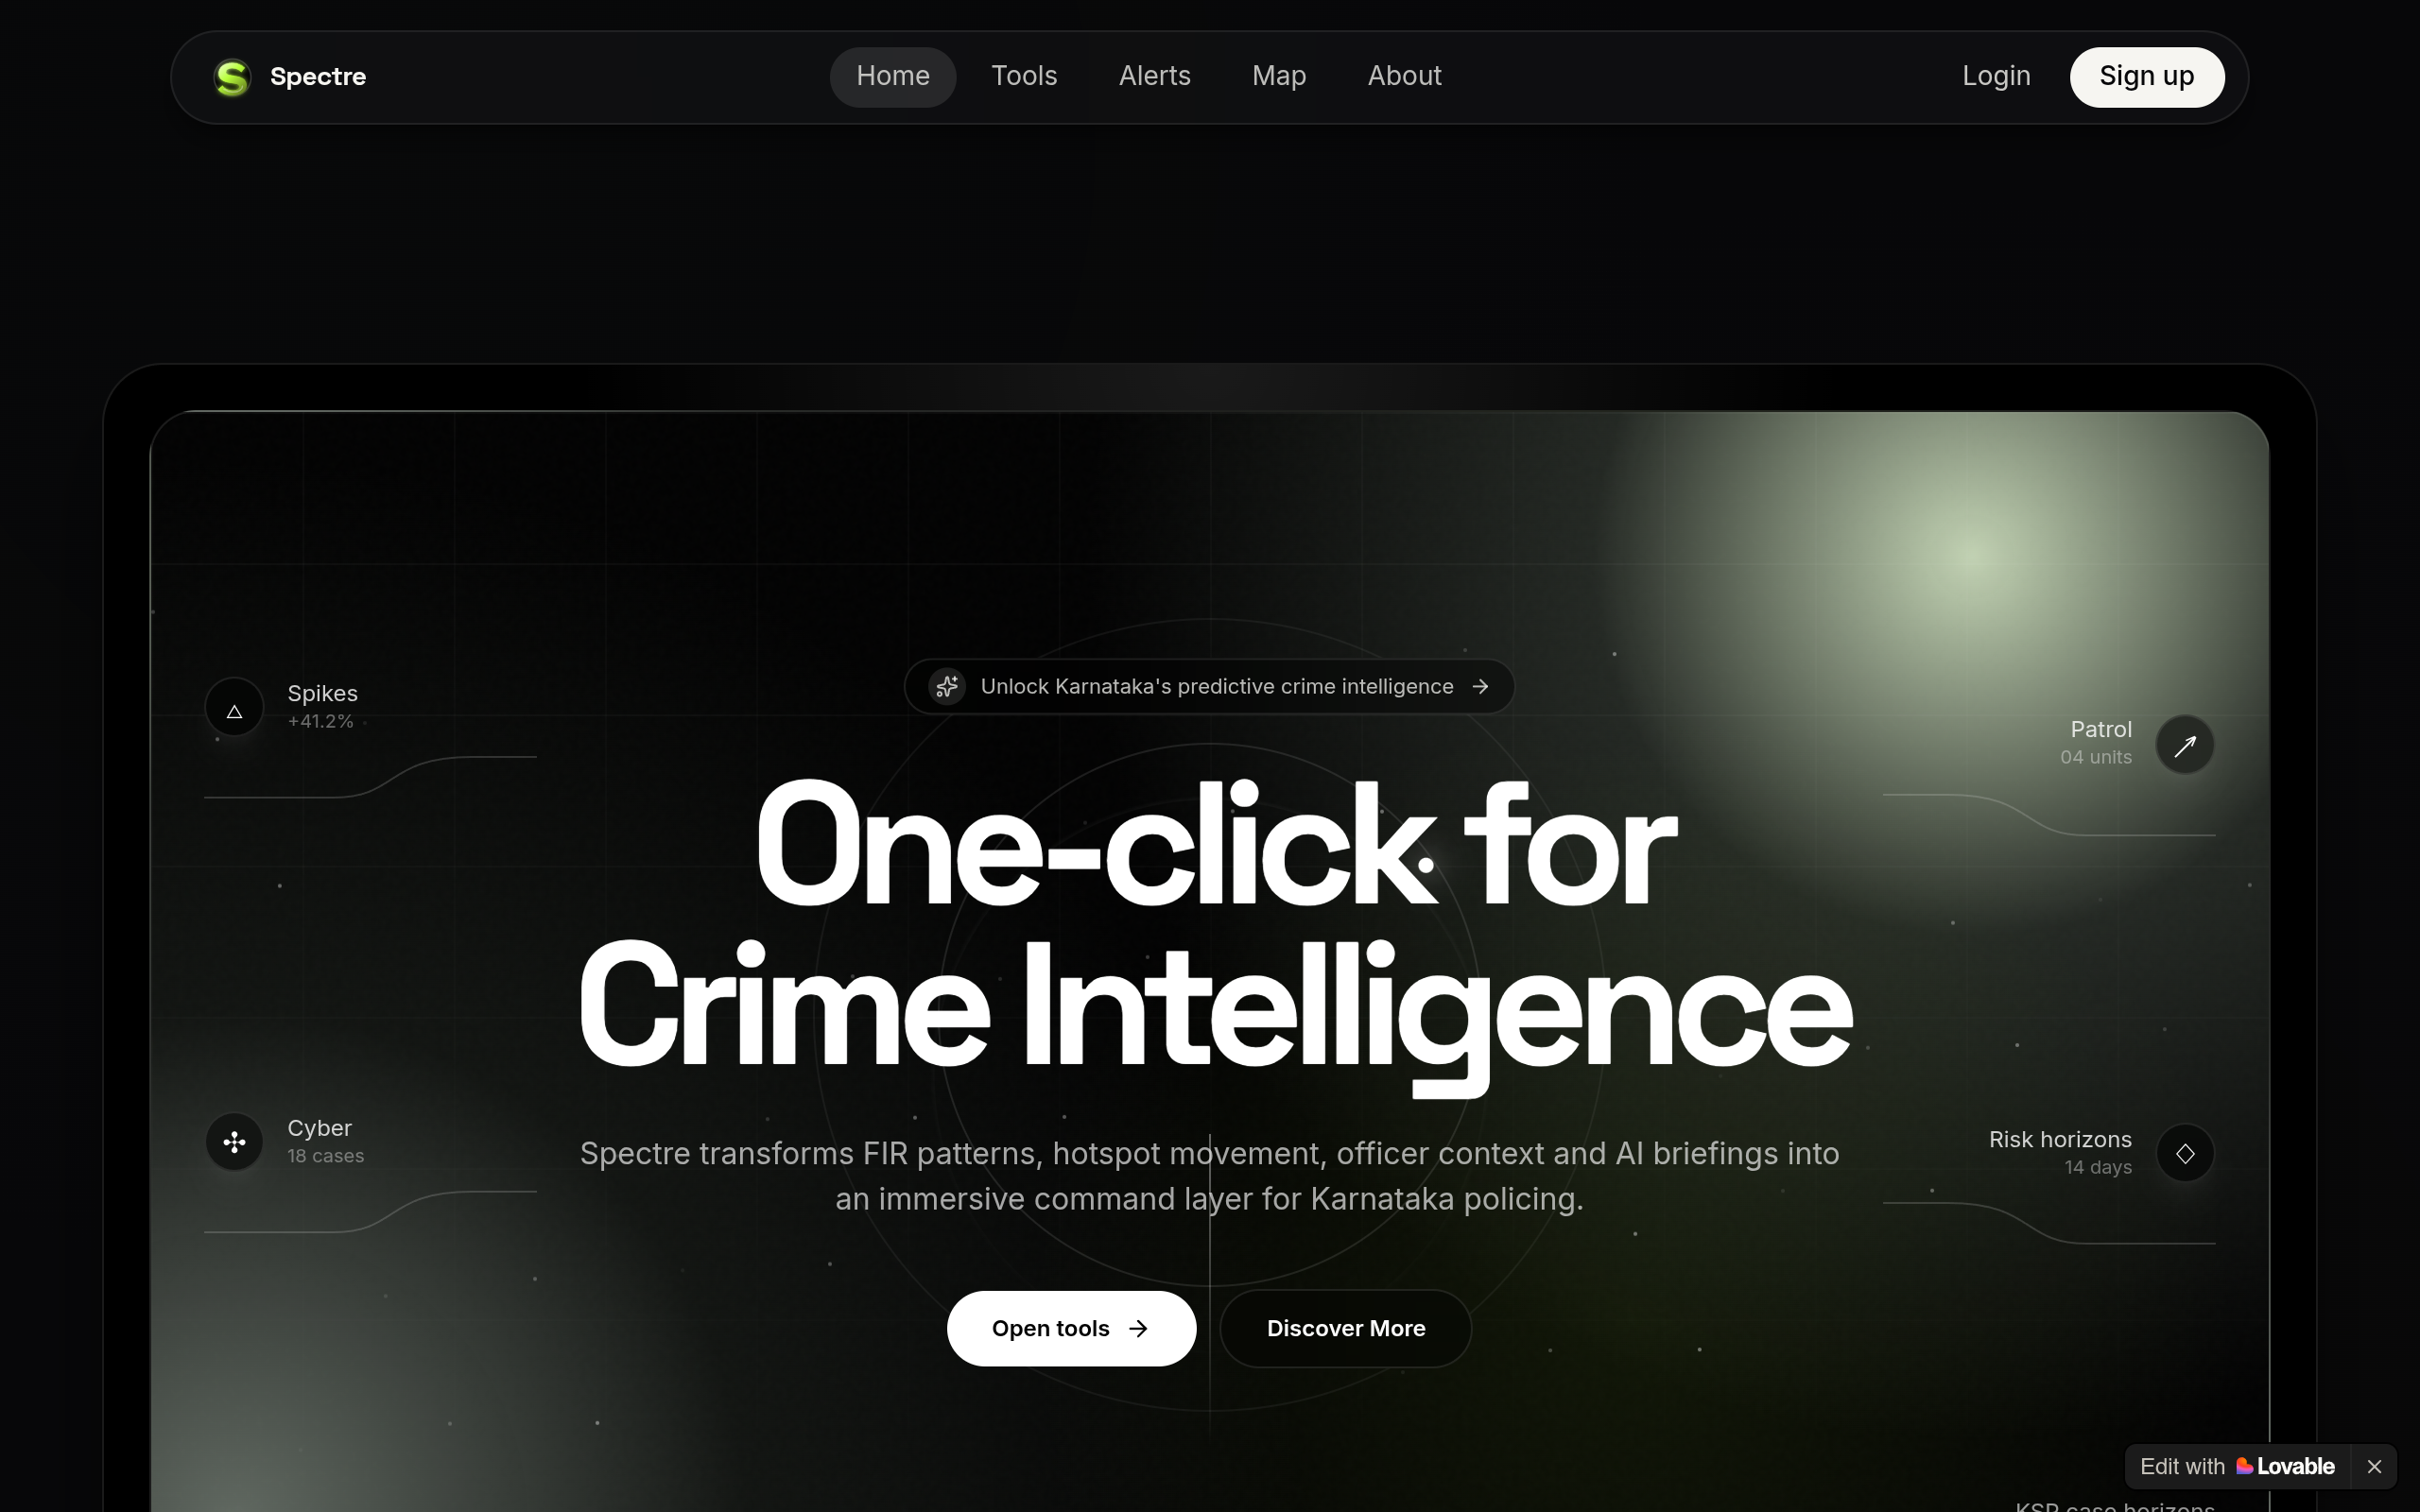 Spectre
Home Tools Alerts Map About
Login Sign up
Unlock Karnataka's predictive crime intelligence
Spikes
+41.2%
Patrol
04 units
One-click for
Crime Intelligence
Cyber
18 cases
Risk horizons
14 days
Spectre transforms FIR patterns, hotspot movement, officer context and AI briefings into
an immersive command layer for Karnataka policing.
Open tools
Discover More
Edit with Lovable
KSP case horizons